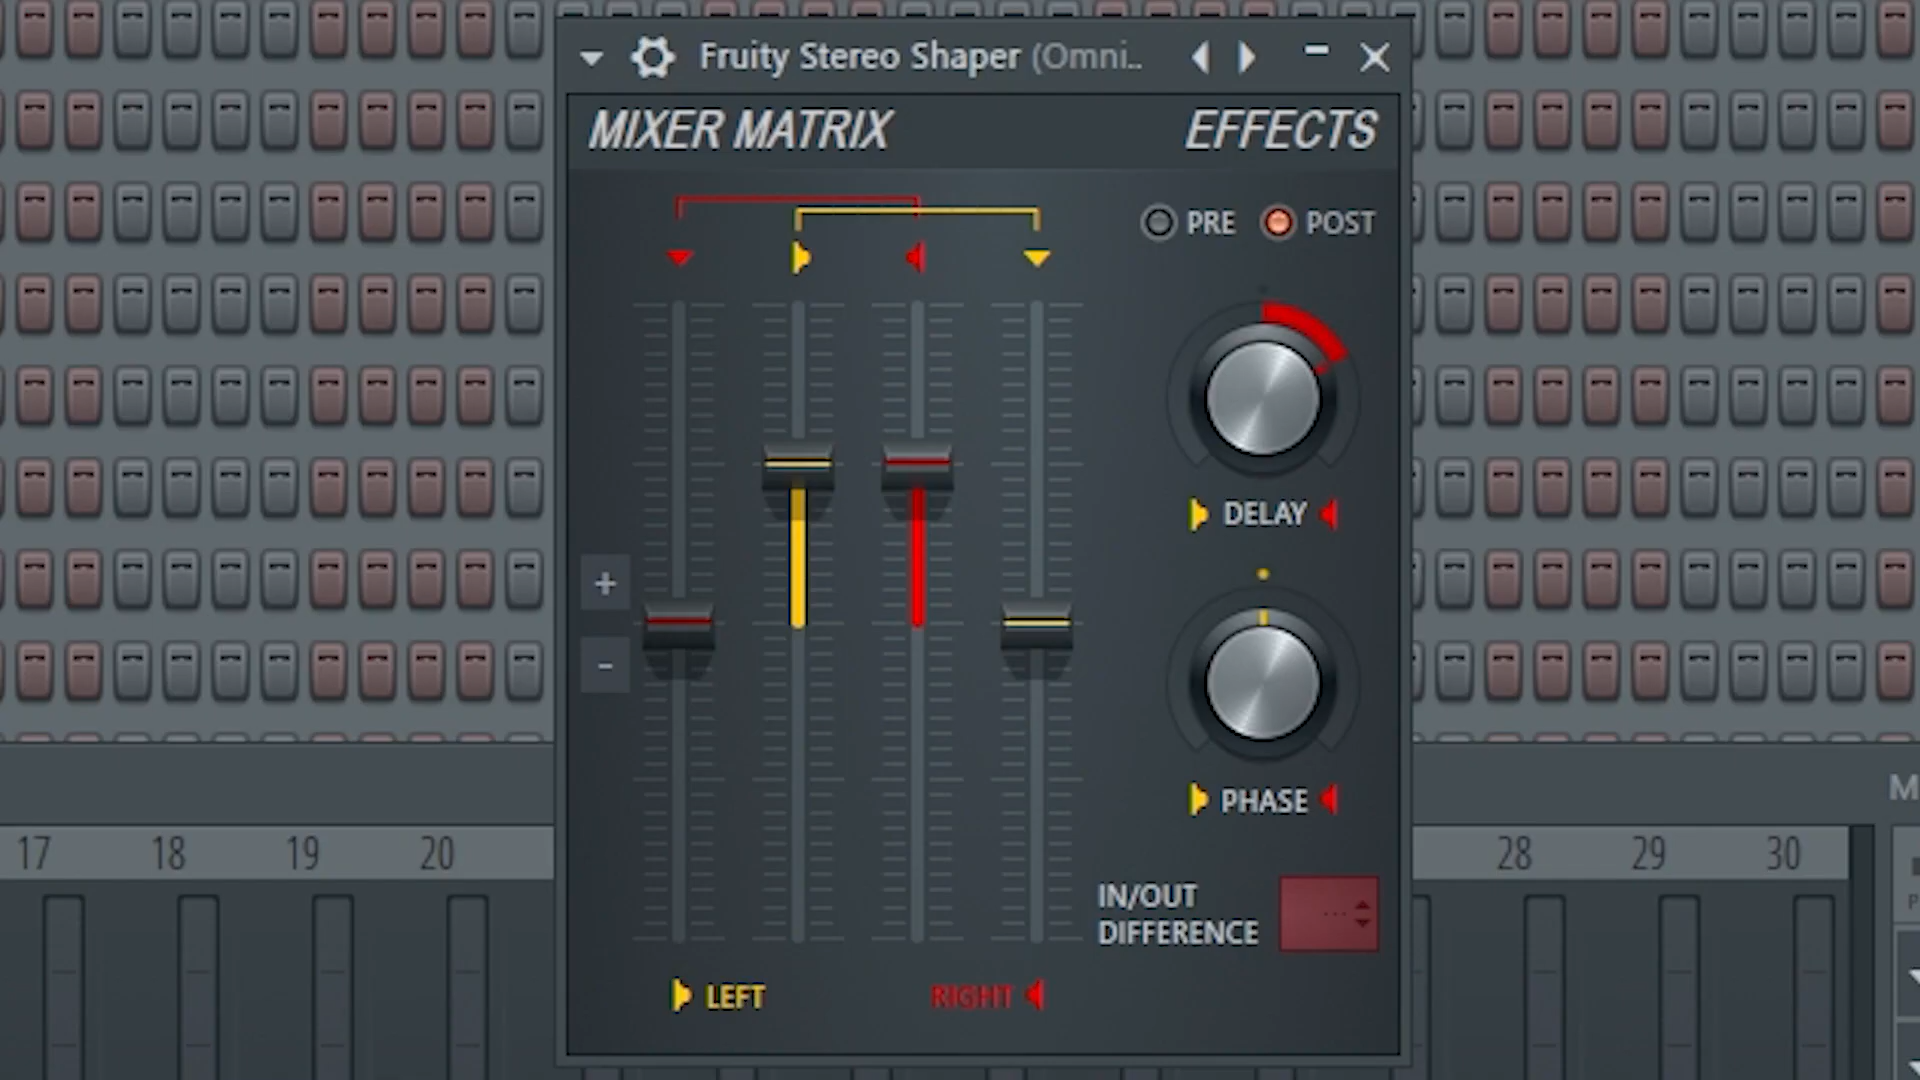 Fruity Stereo Shaper (Omni..
MIXER MATRIX
EFFECTS
PRE
POST
DELAY
+
-
PHASE
M
17
18
19
20
28
29
30
IN/OUT
DIFFERENCE
...
P
LEFT
RIGHT